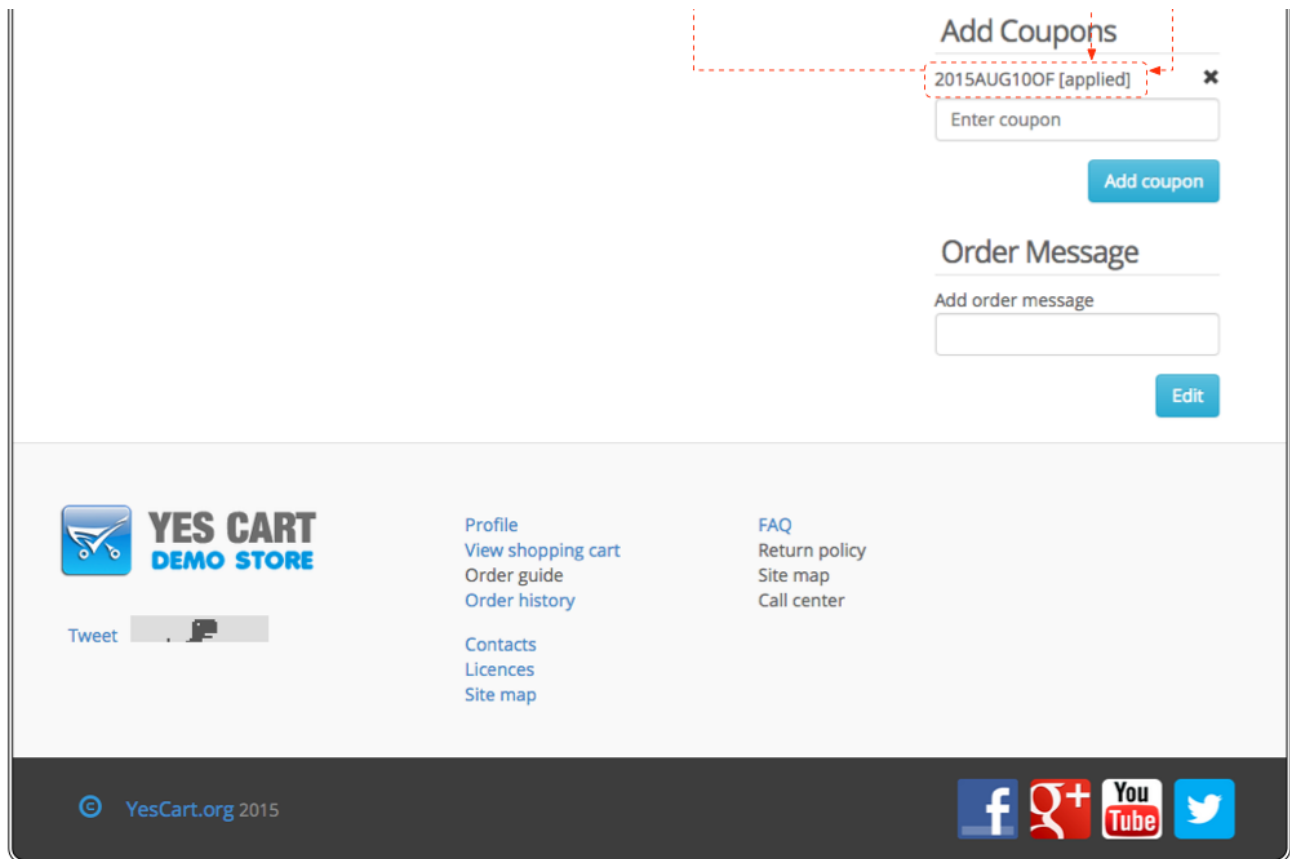 Add Coupons
2015AUG10OF [applied]
Enter coupon
Add coupon
Order Message
Add order message
Edit
YES CART
DEMO STORE
Tweet
Profile
View shopping cart
Order guide
Order history
Contacts
Licences
Site map
FAQ
Return policy
Site map
Call center
© YesCart.org 2015
f
g+
You
Tube